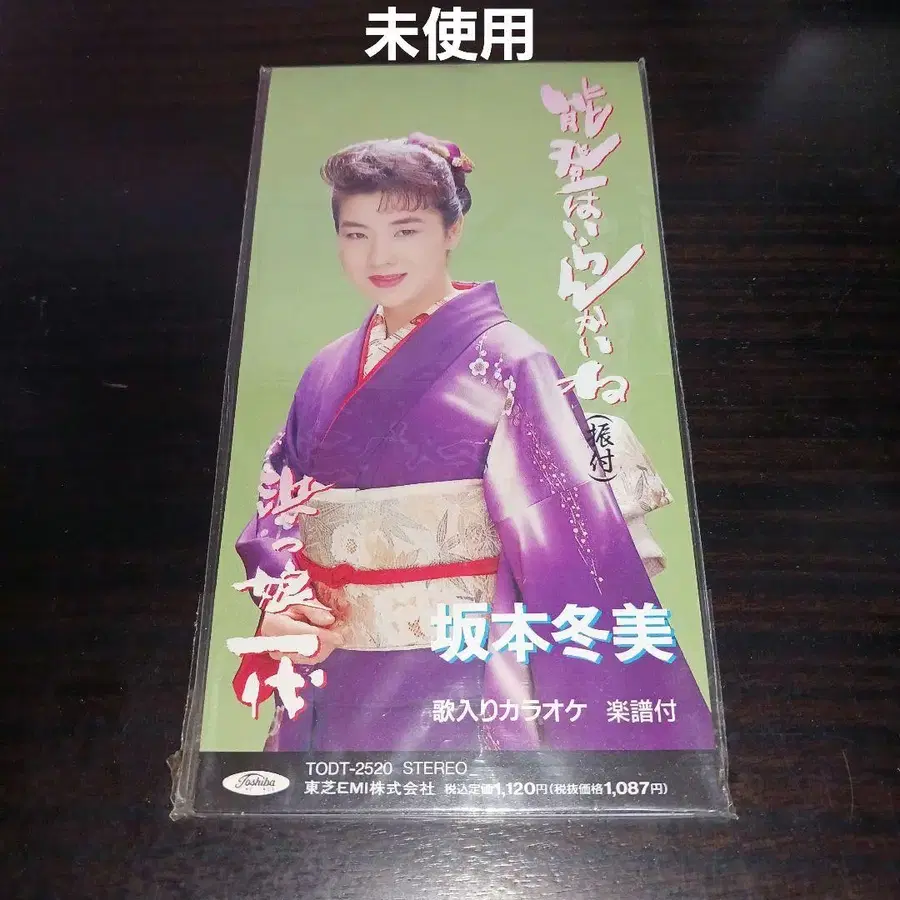 未使用
能登はいらんかいね
(振付)
浜っ娘一代
坂本冬美
歌入りカラオケ 楽譜付
TODT-2520 STEREO
Toshiba
東芝EMI株式会社 税込定価1,120円(税抜価格1,087円)